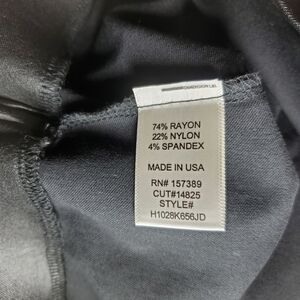 74% RAYON
22% NYLON
4% SPANDEX
MADE IN USA
RN# 157389
CUT#14825
STYLE#
H1028K656JD